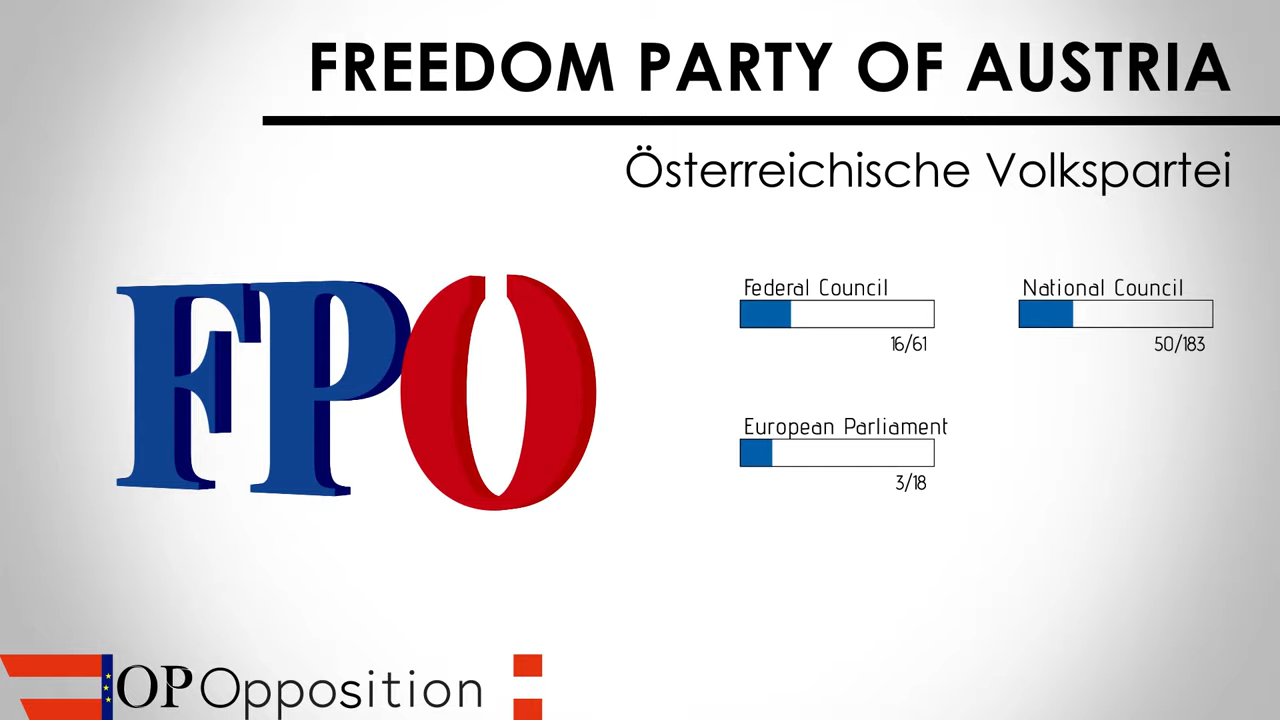 FREEDOM PARTY OF AUSTRIA
Österreichische Volkspartei
FPO
Federal Council
16/61
National Council
50/183
European Parliament
3/18
OP Opposition